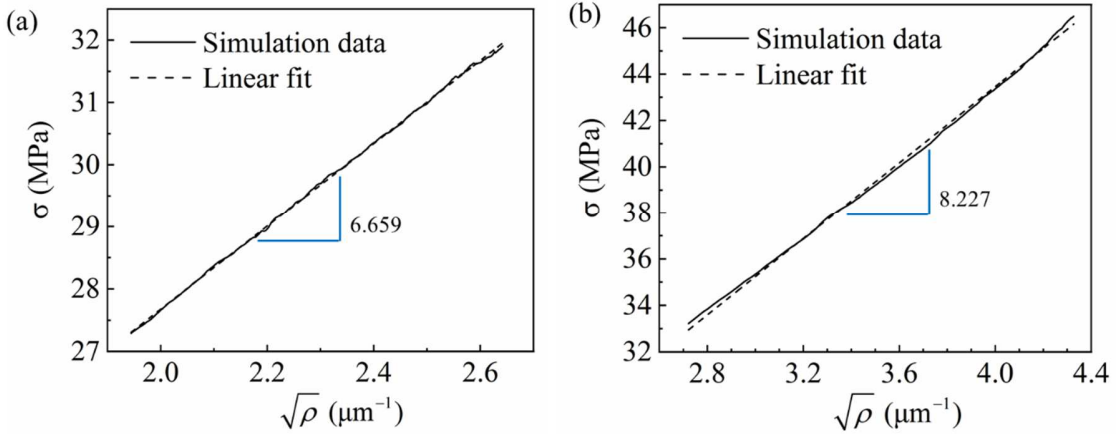 (a)
Simulation data
Linear fit
6.659
32
31
30
29
28
27
σ (MPa)
2.0 2.2 2.4 2.6
√ρ (μm⁻¹)
(b)
Simulation data
Linear fit
8.227
46
44
42
40
38
36
34
32
σ (MPa)
2.8 3.2 3.6 4.0 4.4
√ρ (μm⁻¹)